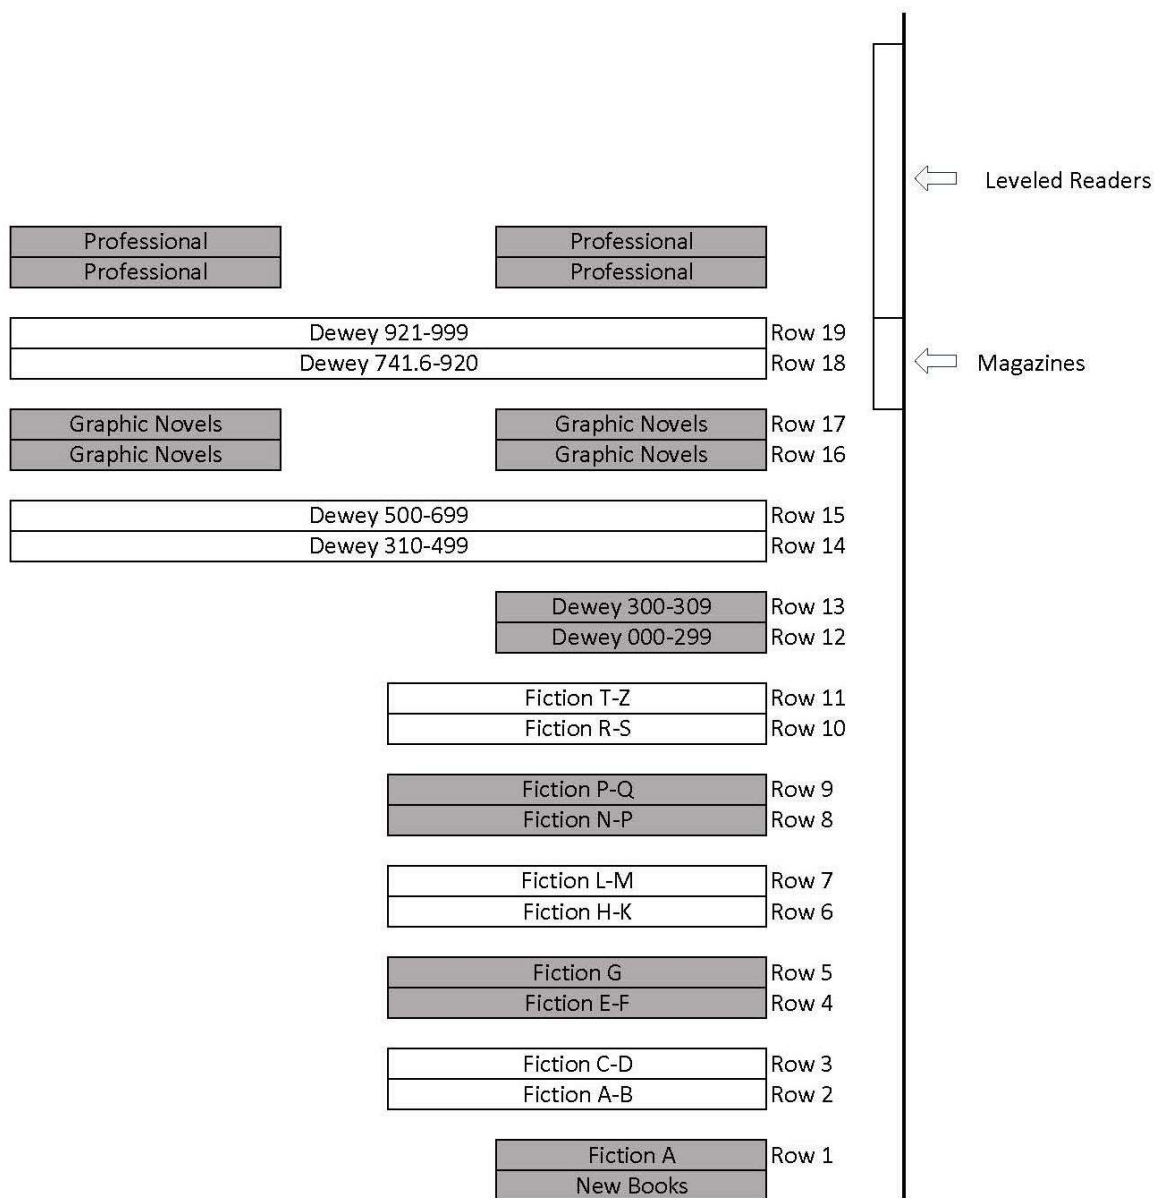 Leveled Readers
Professional Professional
Professional Professional
Dewey 921-999 Row 19
Dewey 741.6-920 Row 18
Magazines
Graphic Novels Graphic Novels Row 17
Graphic Novels Graphic Novels Row 16
Dewey 500-699 Row 15
Dewey 310-499 Row 14
Dewey 300-309 Row 13
Dewey 000-299 Row 12
Fiction T-Z Row 11
Fiction R-S Row 10
Fiction P-Q Row 9
Fiction N-P Row 8
Fiction L-M Row 7
Fiction H-K Row 6
Fiction G Row 5
Fiction E-F Row 4
Fiction C-D Row 3
Fiction A-B Row 2
Fiction A Row 1
New Books